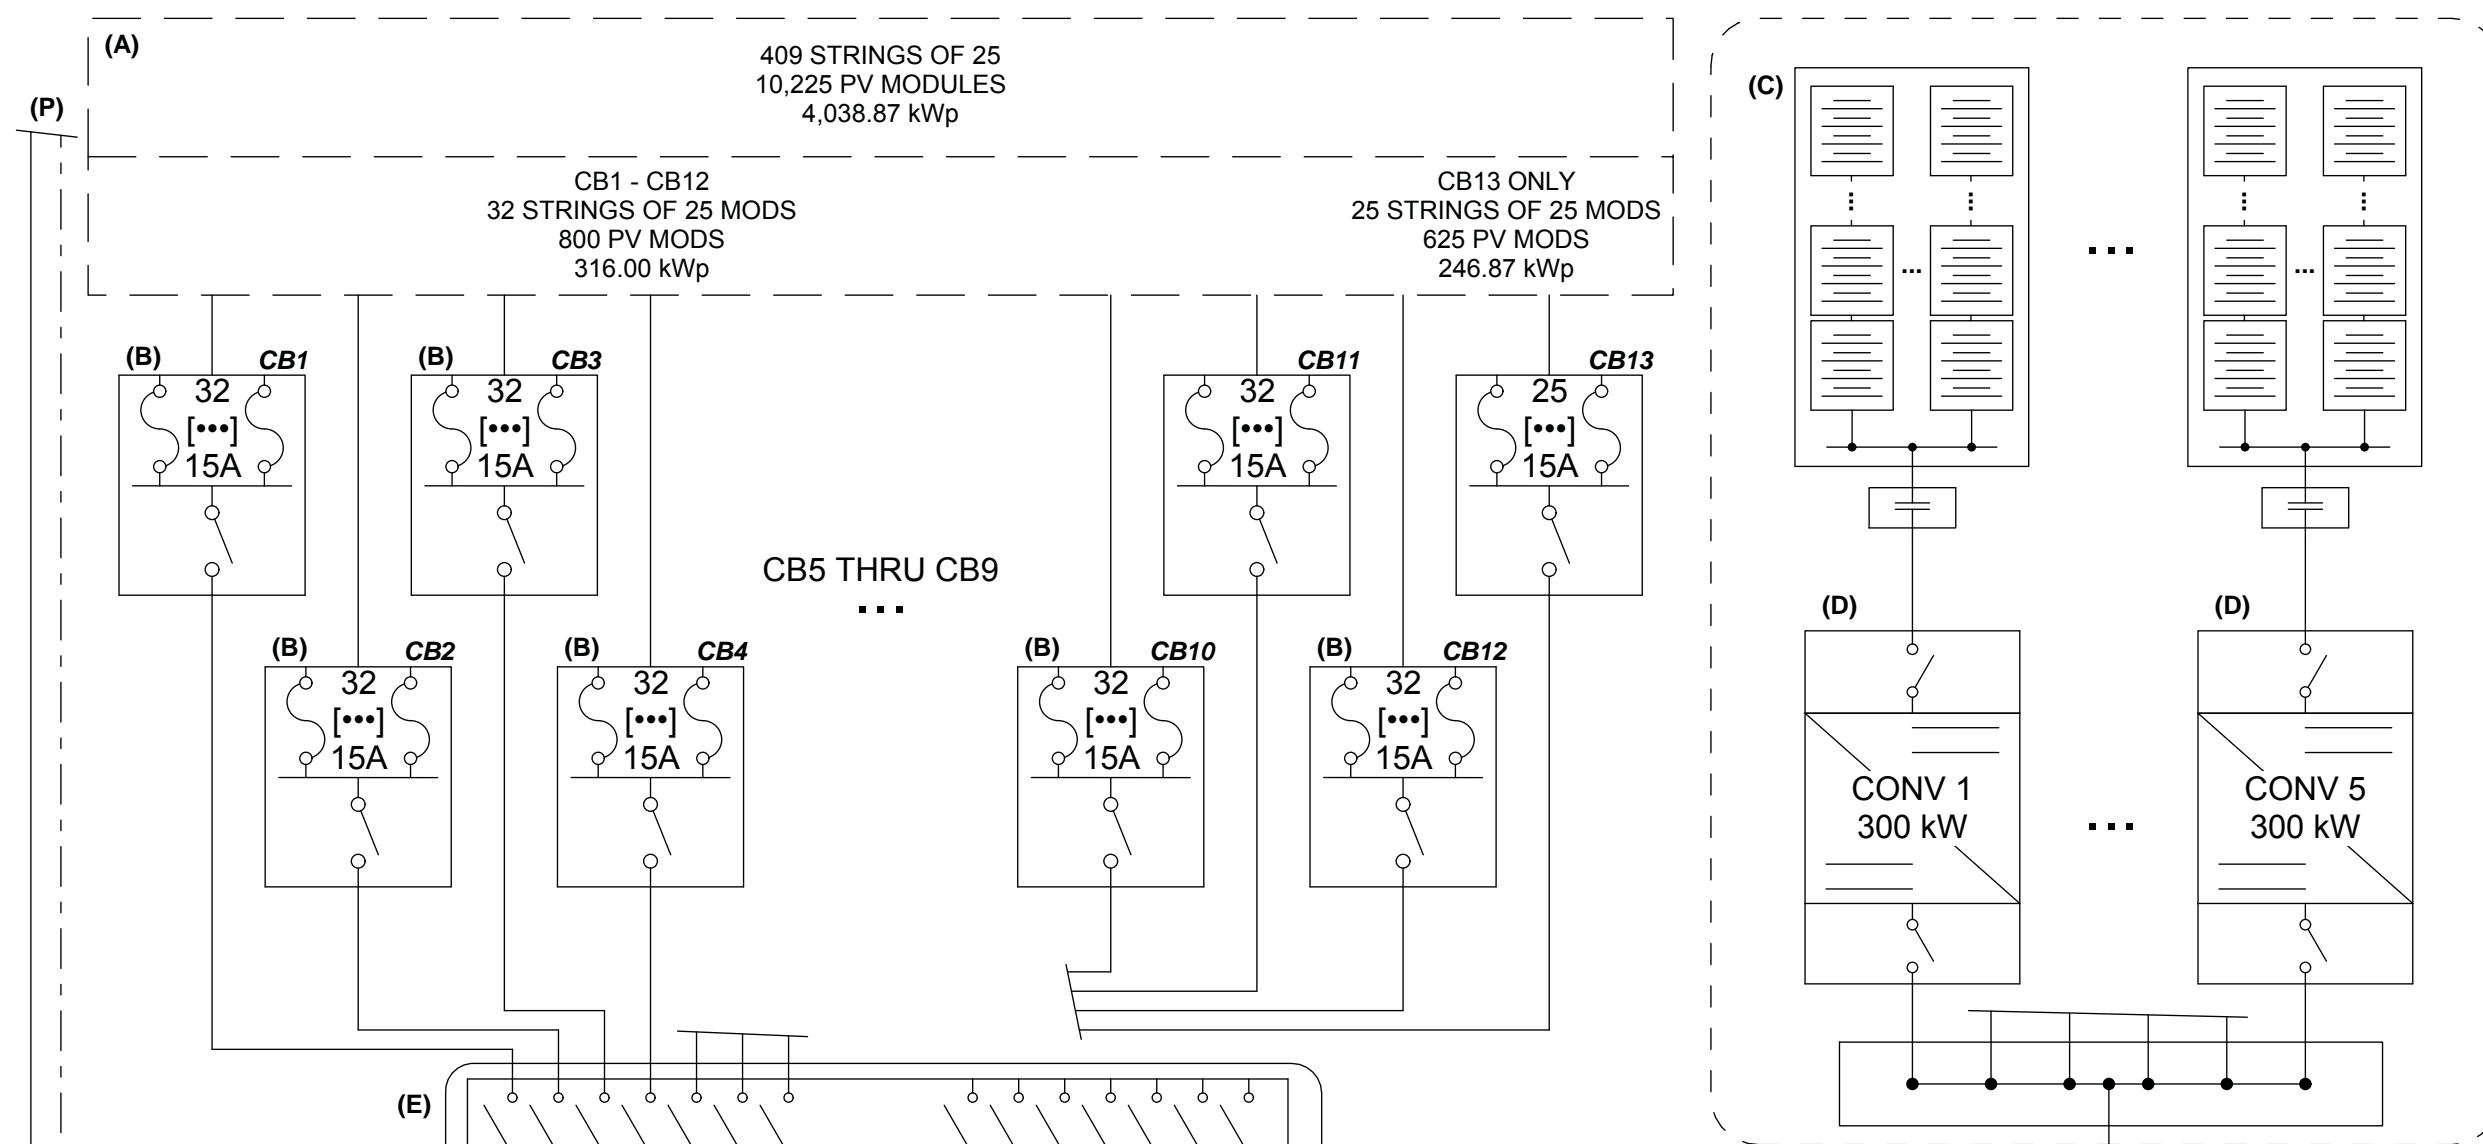 (A)
409 STRINGS OF 25
10,225 PV MODULES
4,038.87 kWp
(P)
CB1 - CB12
32 STRINGS OF 25 MODS
800 PV MODS
316.00 kWp
CB13 ONLY
25 STRINGS OF 25 MODS
625 PV MODS
246.87 kWp
(B) CB1
32
[•••]
15A
(B) CB3
32
[•••]
15A
CB11
32
[•••]
15A
CB13
25
[•••]
15A
CB5 THRU CB9
...
(B) CB2
32
[•••]
15A
(B) CB4
32
[•••]
15A
(B) CB10
32
[•••]
15A
(B) CB12
32
[•••]
15A
(E)
(C)
...
(D)
CONV 1
300 kW
...
(D)
CONV 5
300 kW